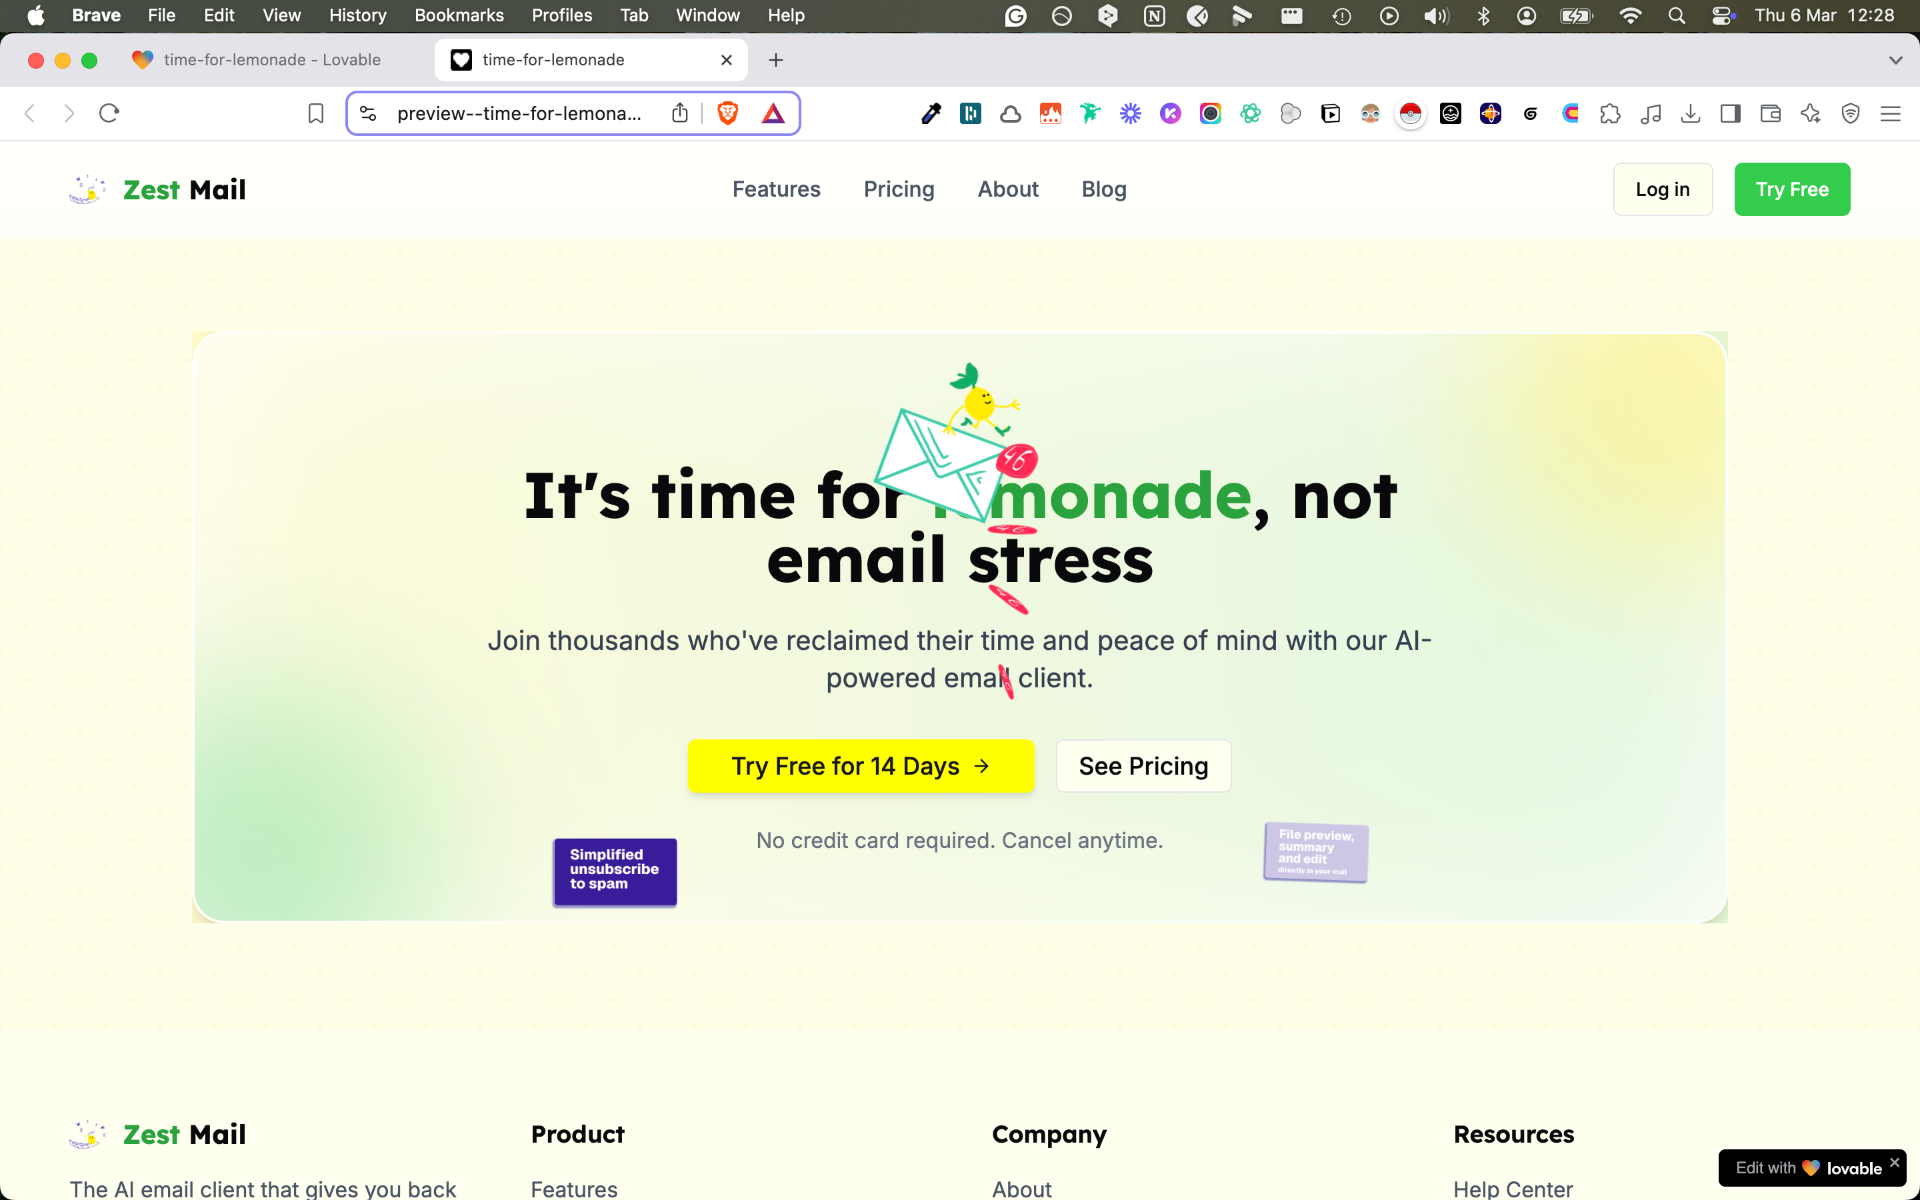 Brave File Edit View History Bookmarks Profiles Tab Window Help Thu 6 Mar 12:28
time-for-lemonade - Lovable
time-for-lemonade
preview--time-for-lemona...
Zest Mail
Features
Pricing
About
Blog
Log in
Try Free
46
It's time for lemonade, not
email stress
Join thousands who've reclaimed their time and peace of mind with our AI-
powered email client.
Try Free for 14 Days →
See Pricing
No credit card required. Cancel anytime.
Simplified
unsubscribe
to spam
File preview,
summary
and edit
directly in your mail
Zest Mail
Product
Company
Resources
The AI email client that gives you back
Features
About
Help Center
Edit with lovable